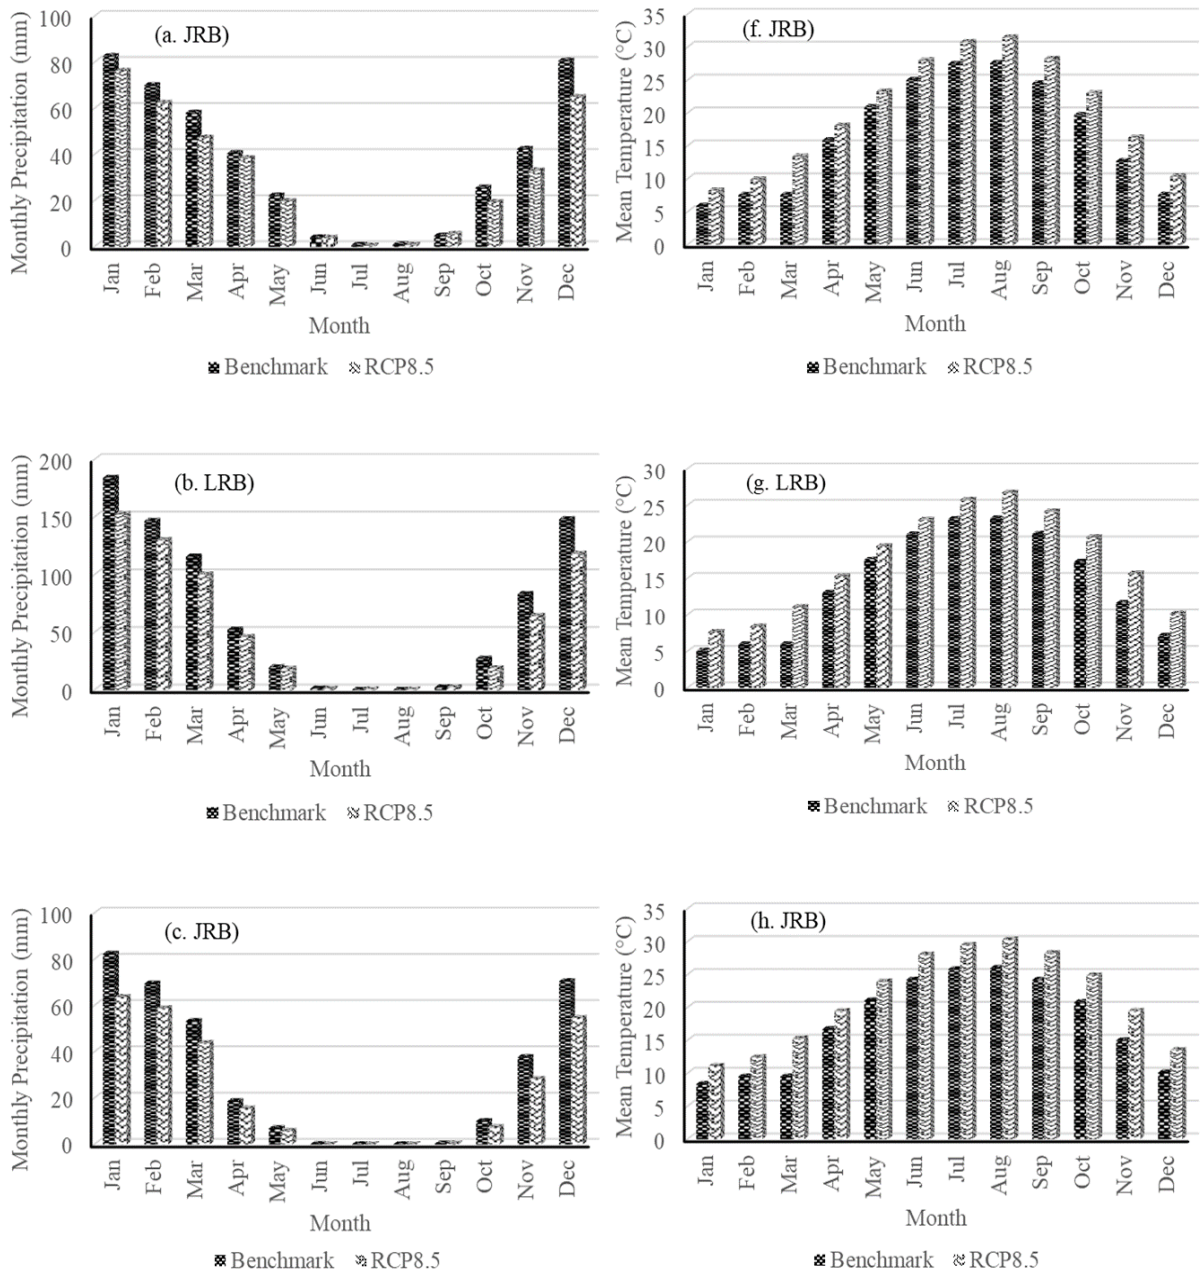 Monthly Precipitation (mm)
100
80
60
40
20
0
(a. JRB)
Jan Feb Mar Apr May Jun Jul Aug Sep Oct Nov Dec
Month
Benchmark RCP8.5
Mean Temperature (°C)
35
30
25
20
15
10
5
0
(f. JRB)
Jan Feb Mar Apr May Jun Jul Aug Sep Oct Nov Dec
Month
Benchmark RCP8.5
Monthly Precipitation (mm)
200
150
100
50
0
(b. LRB)
Jan Feb Mar Apr May Jun Jul Aug Sep Oct Nov Dec
Month
Benchmark RCP8.5
Mean Temperature (°C)
30
25
20
15
10
5
0
(g. LRB)
Jan Feb Mar Apr May Jun Jul Aug Sep Oct Nov Dec
Month
Benchmark RCP8.5
Monthly Precipitation (mm)
100
80
60
40
20
0
(c. JRB)
Jan Feb Mar Apr May Jun Jul Aug Sep Oct Nov Dec
Month
Benchmark RCP8.5
Mean Temperature (°C)
35
30
25
20
15
10
5
0
(h. JRB)
Jan Feb Mar Apr May Jun Jul Aug Sep Oct Nov Dec
Month
Benchmark RCP8.5